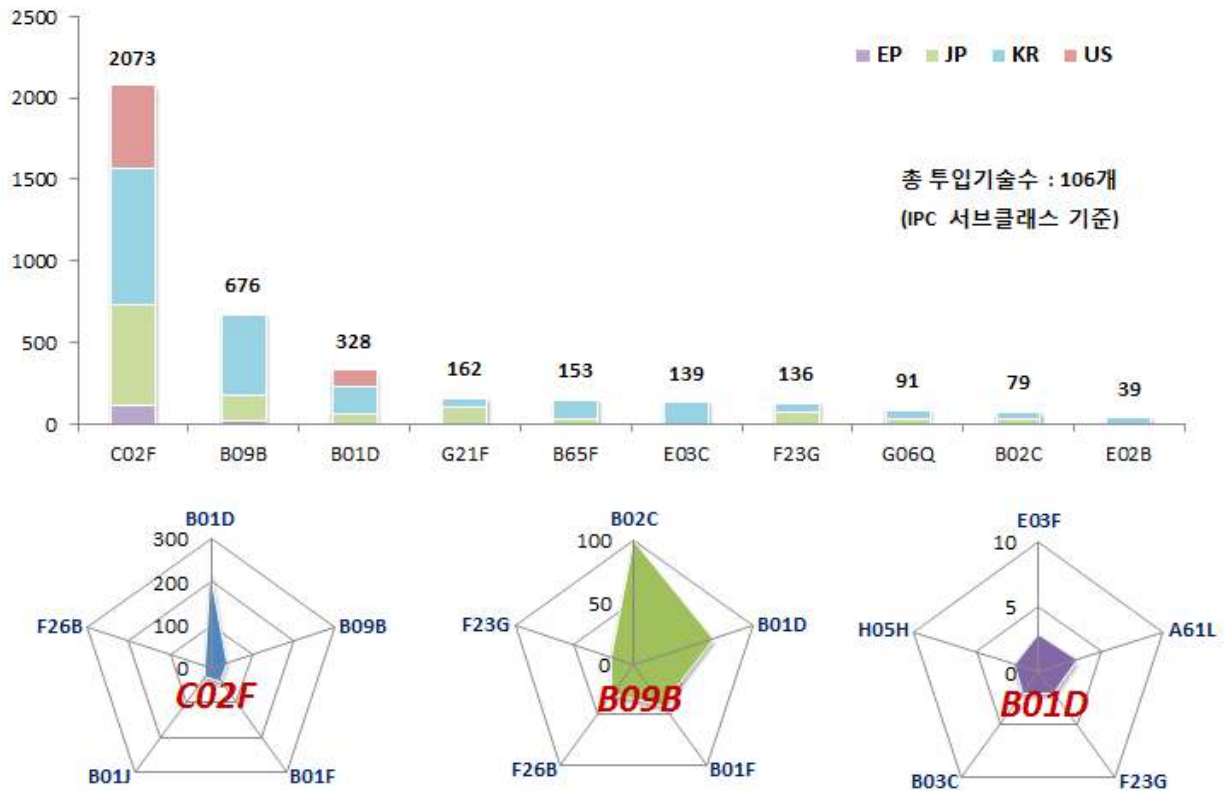 2500
2000
1500
1000
500
0
2073
676
328
162
153
139
136
91
79
39
EP JP KR US
총 투입기술수 : 106개
(IPC 서브클래스 기준)
C02F B09B B01D G21F B65F E03C F23G G06Q B02C E02B
B01D
300
200
100
0
F26B
B09B
C02F
B01J
B01F
B02C
100
50
0
F23G
B01D
B09B
F26B
B01F
E03F
10
5
0
H05H
A61L
B01D
B03C
F23G